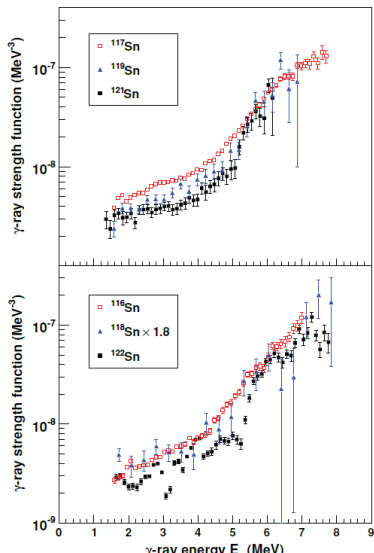 γ-ray strength function (MeV⁻³)
10⁻⁷
10⁻⁸
¹¹⁷Sn
¹¹⁹Sn
¹²¹Sn
γ-ray strength function (MeV⁻³)
10⁻⁷
10⁻⁸
10⁻⁹
¹¹⁶Sn
¹¹⁸Sn × 1.8
¹²²Sn
0 1 2 3 4 5 6 7 8 9
γ-ray energy E (MeV)